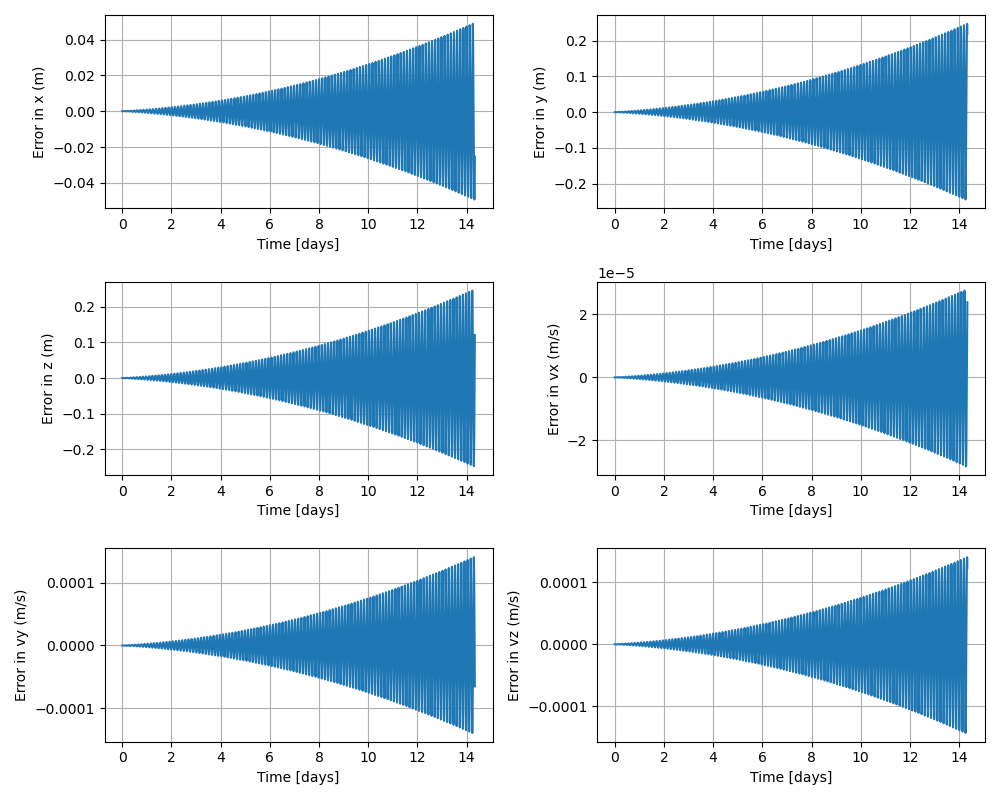 Error in x (m)
0.04
0.02
0.00
−0.02
−0.04
0 2 4 6 8 10 12 14
Time [days]
Error in y (m)
0.2
0.1
0.0
−0.1
−0.2
0 2 4 6 8 10 12 14
Time [days]
Error in z (m)
0.2
0.1
0.0
−0.1
−0.2
0 2 4 6 8 10 12 14
Time [days]
1e−5
Error in vx (m/s)
2
0
−2
0 2 4 6 8 10 12 14
Time [days]
Error in vy (m/s)
0.0001
0.0000
−0.0001
0 2 4 6 8 10 12 14
Time [days]
Error in vz (m/s)
0.0001
0.0000
−0.0001
0 2 4 6 8 10 12 14
Time [days]